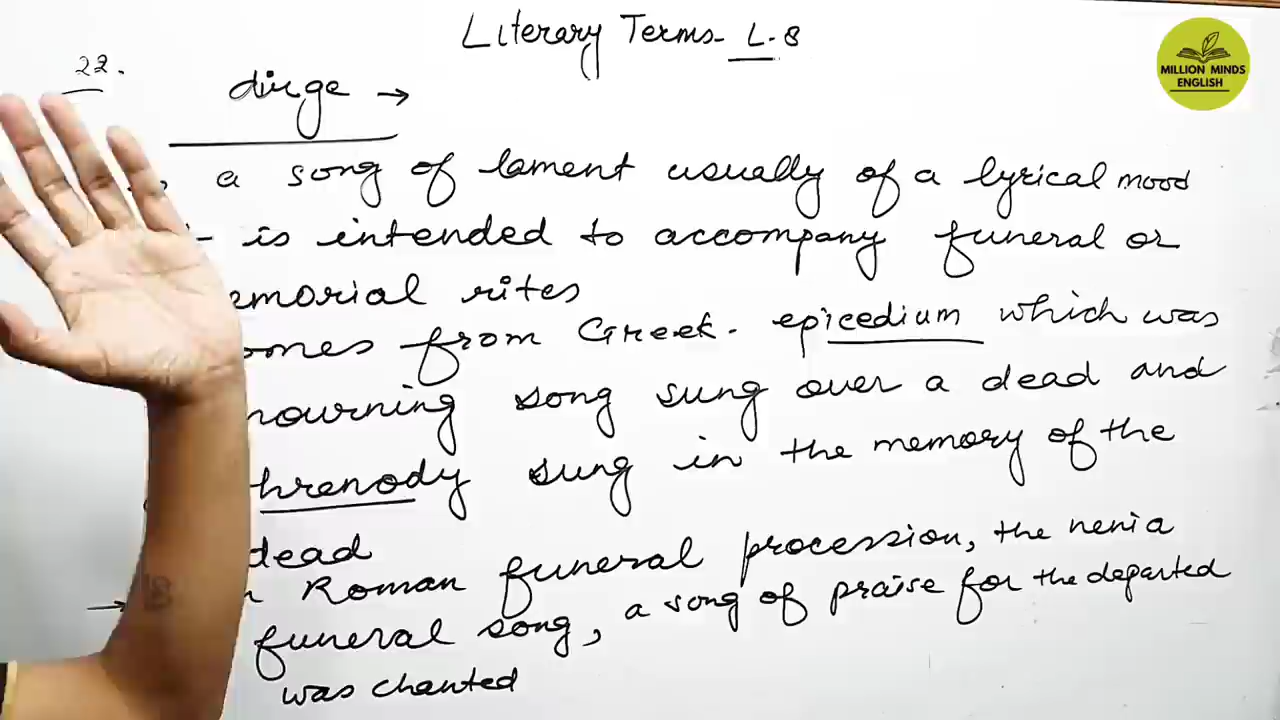 Literary Terms- L-8
MILLION MINDS
ENGLISH
22.
dirge →
a song of lament usually of a lyrical mood
is intended to accompany funeral or
emorial rites
omes from Greek- epicedium which was
mourning song sung over a dead and
hrenody sung in the memory of the
dead
→ Roman funeral procession, the nenia
funeral song, a song of praise for the departed
was chanted